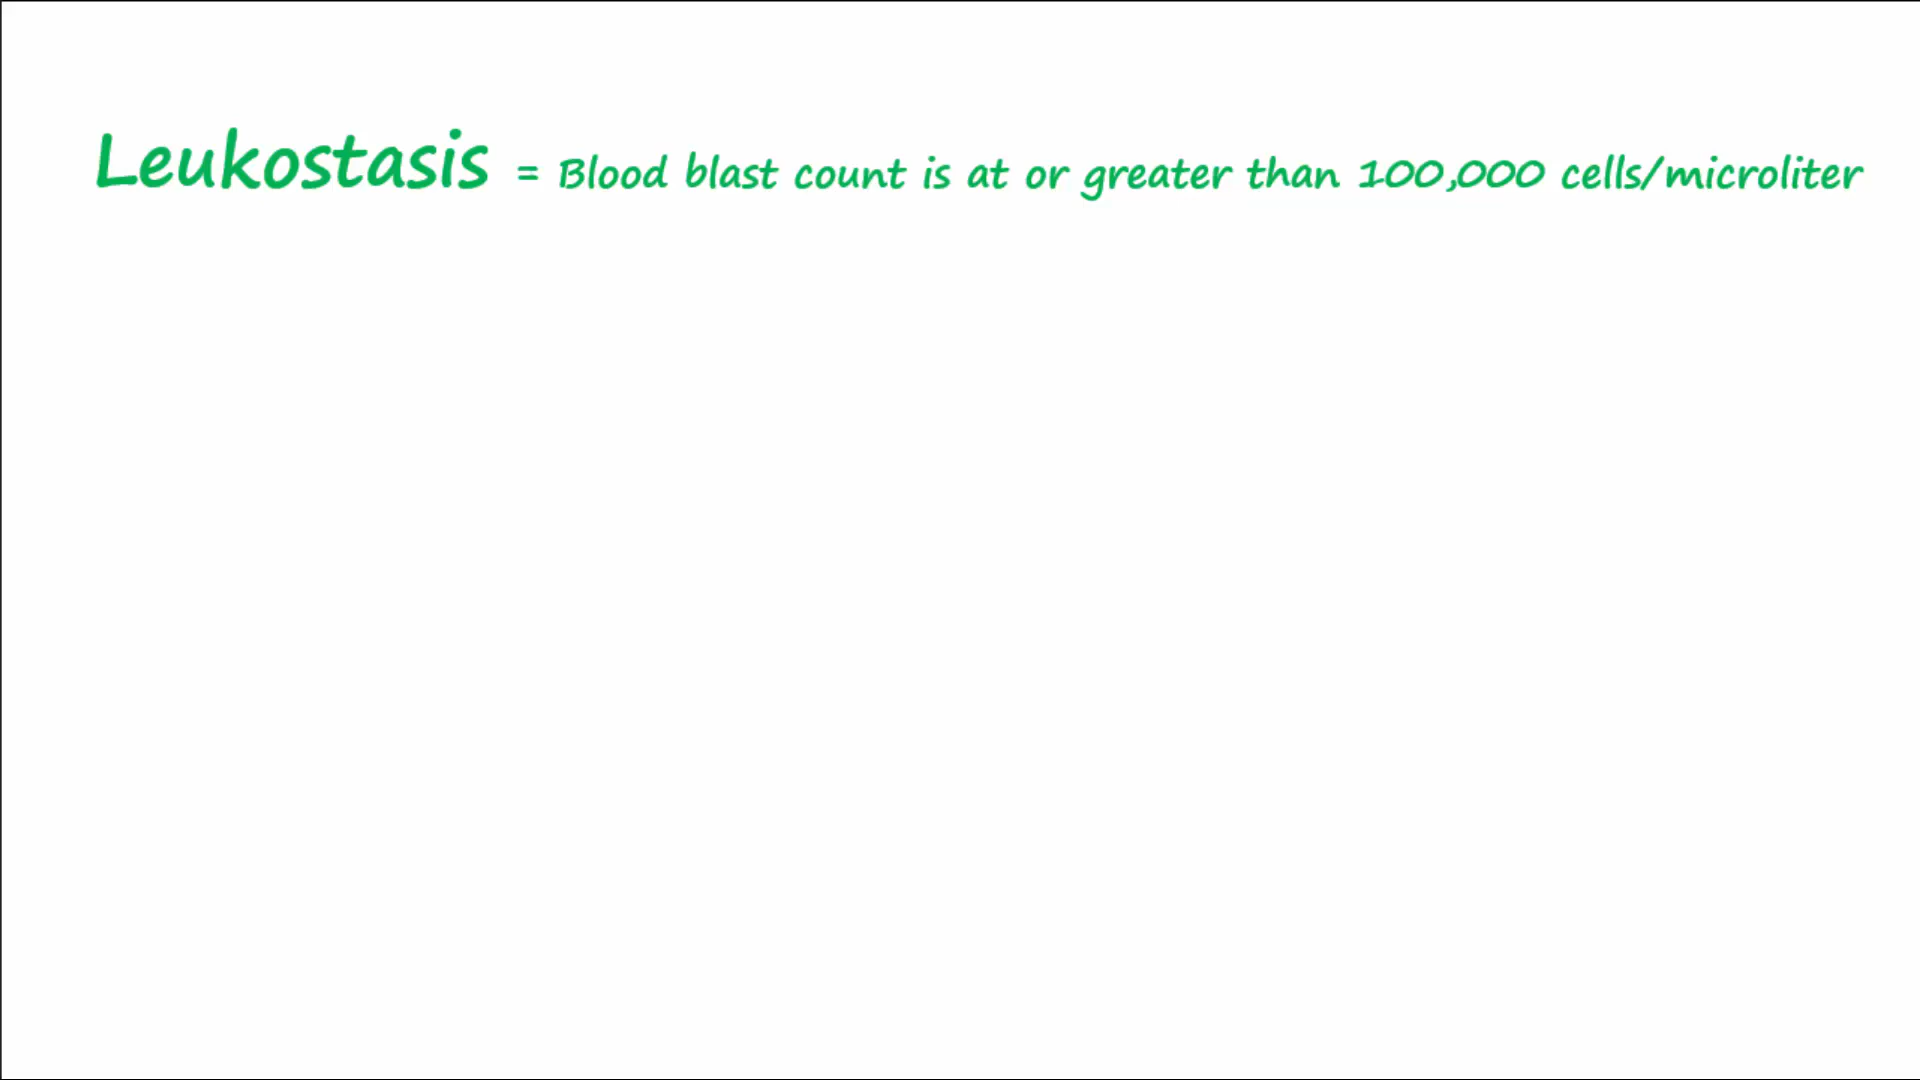 Leukostasis = Blood blast count is at or greater than 100,000 cells/microliter